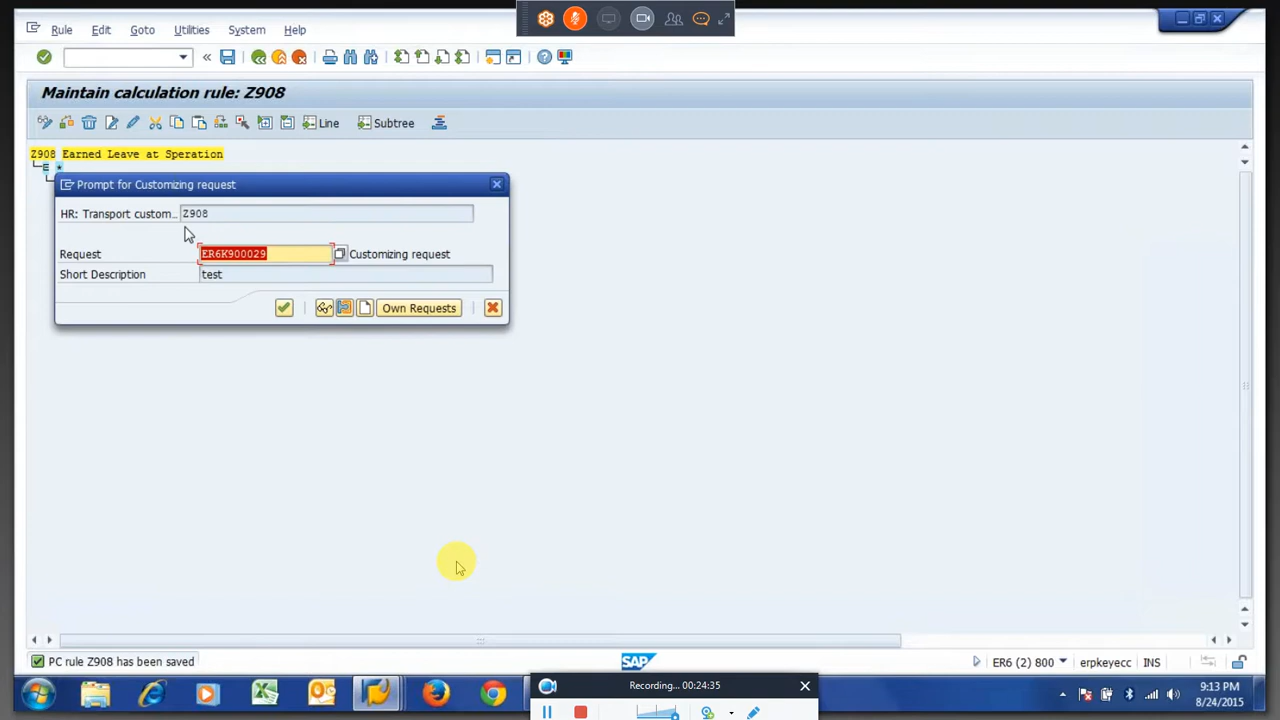 Rule Edit Goto Utilities System Help
Maintain calculation rule: Z908
Line Subtree
Z908 Earned Leave at Speration
Prompt for Customizing request
HR: Transport custom... Z908
Request ER6K900029 Customizing request
Short Description test
Own Requests
PC rule Z908 has been saved
SAP
ER6 (2) 800 erpkeyecc INS
Recording... 00:24:35
9:13 PM
8/24/2015